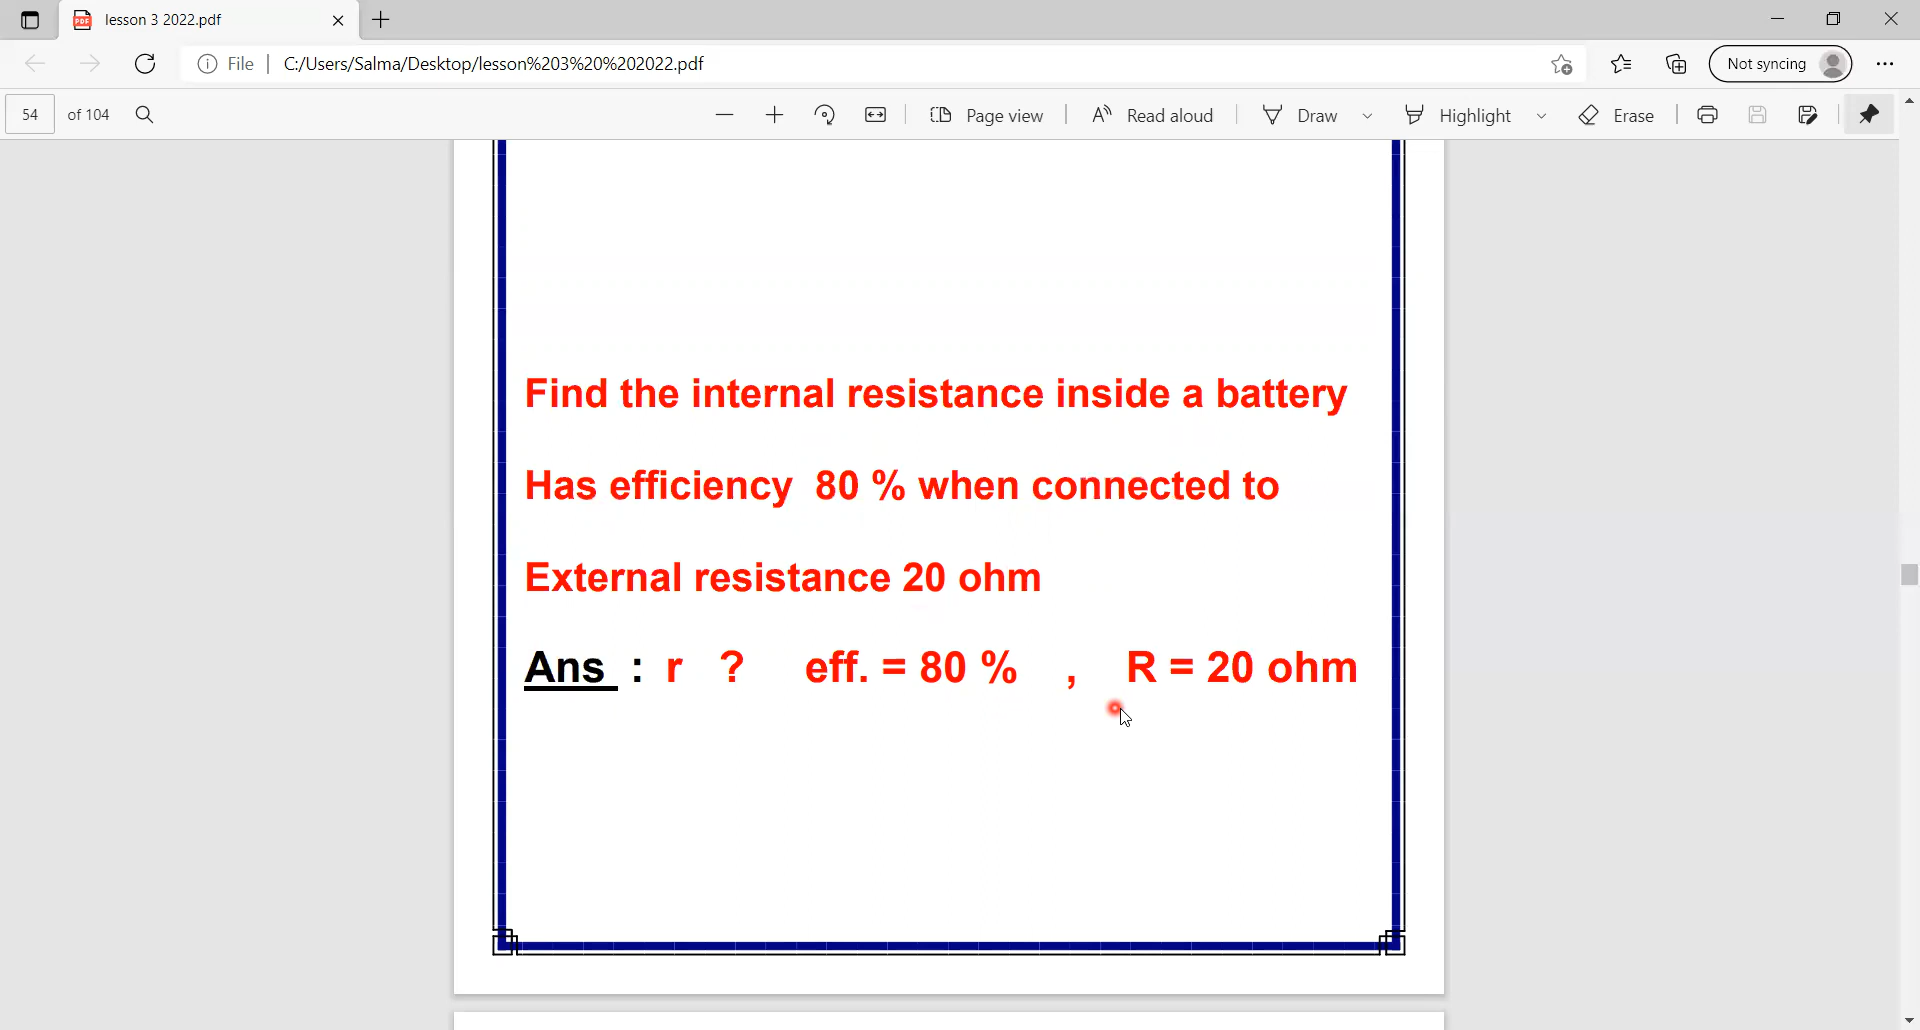 lesson 3 2022.pdf
Not syncing
File
C:/Users/Salma/Desktop/lesson%203%20%202022.pdf
54 of 104
Page view
Read aloud
Draw
Highlight
Erase
Find the internal resistance inside a battery
Has efficiency 80 % when connected to
External resistance 20 ohm
Ans : r ? eff. = 80 % , R = 20 ohm